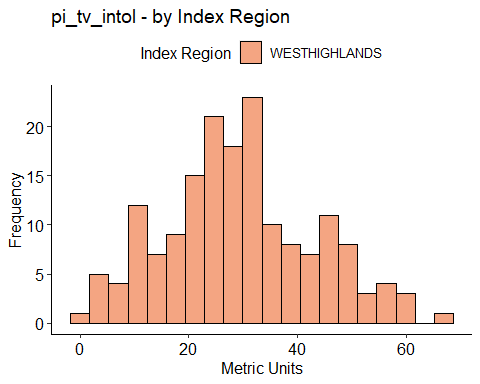 pi_tv_intol - by Index Region
Index Region WESTHIGHLANDS
20
15
10
5
0
Frequency
0 20 40 60
Metric Units